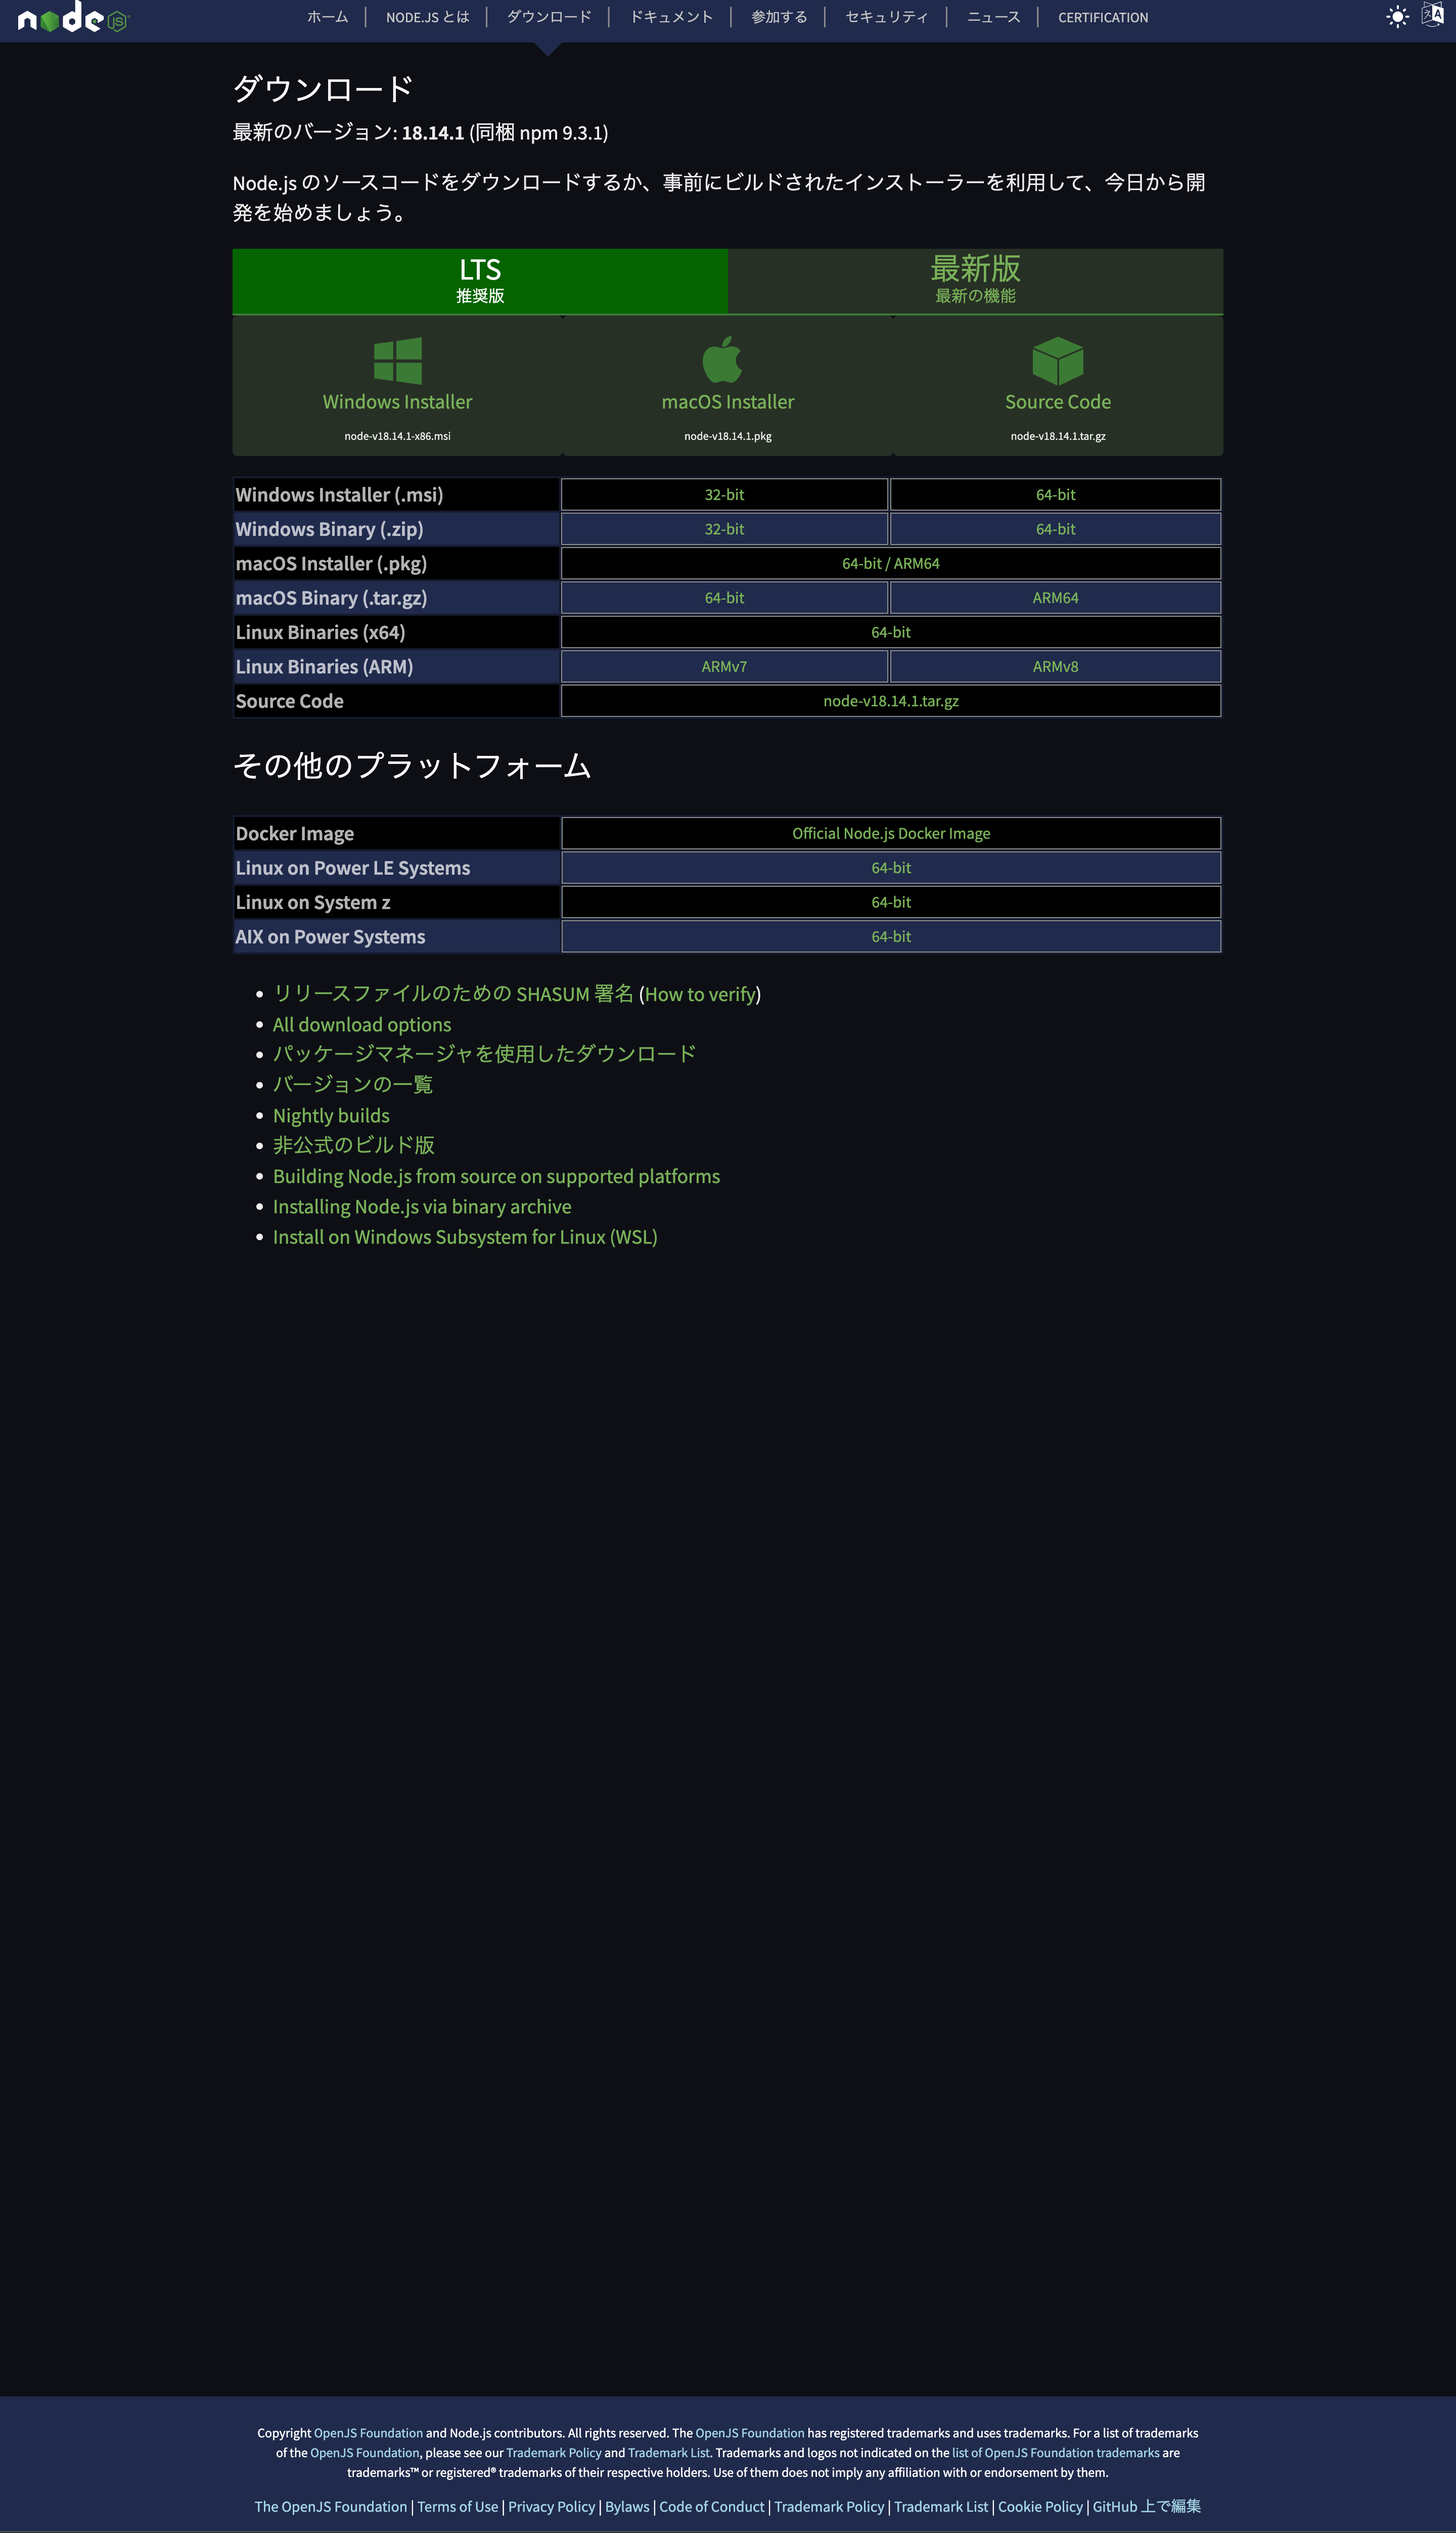 node JS
ホーム | NODE.JS とは | ダウンロード | ドキュメント | 参加する | セキュリティ | ニュース | CERTIFICATION
ダウンロード
最新のバージョン: 18.14.1 (同梱 npm 9.3.1)
Node.js のソースコードをダウンロードするか、事前にビルドされたインストーラーを利用して、今日から開
発を始めましょう。
LTS
推奨版
最新版
最新の機能
Windows Installer
node-v18.14.1-x86.msi
macOS Installer
node-v18.14.1.pkg
Source Code
node-v18.14.1.tar.gz
Windows Installer (.msi) 32-bit 64-bit
Windows Binary (.zip) 32-bit 64-bit
macOS Installer (.pkg) 64-bit / ARM64
macOS Binary (.tar.gz) 64-bit ARM64
Linux Binaries (x64) 64-bit
Linux Binaries (ARM) ARMv7 ARMv8
Source Code node-v18.14.1.tar.gz
その他のプラットフォーム
Docker Image Official Node.js Docker Image
Linux on Power LE Systems 64-bit
Linux on System z 64-bit
AIX on Power Systems 64-bit
リリースファイルのための SHASUM 署名 (How to verify)
All download options
パッケージマネージャを使用したダウンロード
バージョンの一覧
Nightly builds
非公式のビルド版
Building Node.js from source on supported platforms
Installing Node.js via binary archive
Install on Windows Subsystem for Linux (WSL)
Copyright OpenJS Foundation and Node.js contributors. All rights reserved. The OpenJS Foundation has registered trademarks and uses trademarks. For a list of trademarks
of the OpenJS Foundation, please see our Trademark Policy and Trademark List. Trademarks and logos not indicated on the list of OpenJS Foundation trademarks are
trademarks™ or registered® trademarks of their respective holders. Use of them does not imply any affiliation with or endorsement by them.
The OpenJS Foundation | Terms of Use | Privacy Policy | Bylaws | Code of Conduct | Trademark Policy | Trademark List | Cookie Policy | GitHub 上で編集